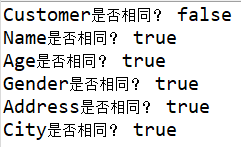 Customer是否相同? false
Name是否相同? true
Age是否相同? true
Gender是否相同? true
Address是否相同? true
City是否相同? true